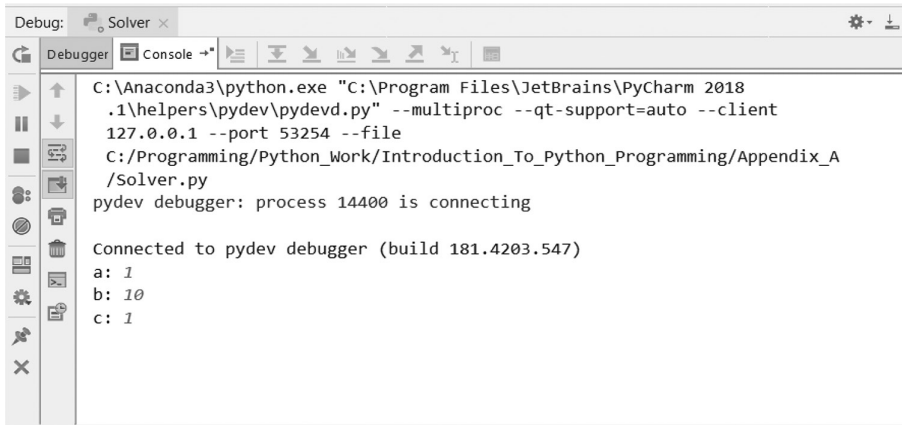 Debug: Solver
Debugger Console
C:\Anaconda3\python.exe "C:\Program Files\JetBrains\PyCharm 2018
.1\helpers\pydev\pydevd.py" --multiproc --qt-support=auto --client
127.0.0.1 --port 53254 --file
C:/Programming/Python_Work/Introduction_To_Python_Programming/Appendix_A
/Solver.py
pydev debugger: process 14400 is connecting
Connected to pydev debugger (build 181.4203.547)
a: 1
b: 10
c: 1